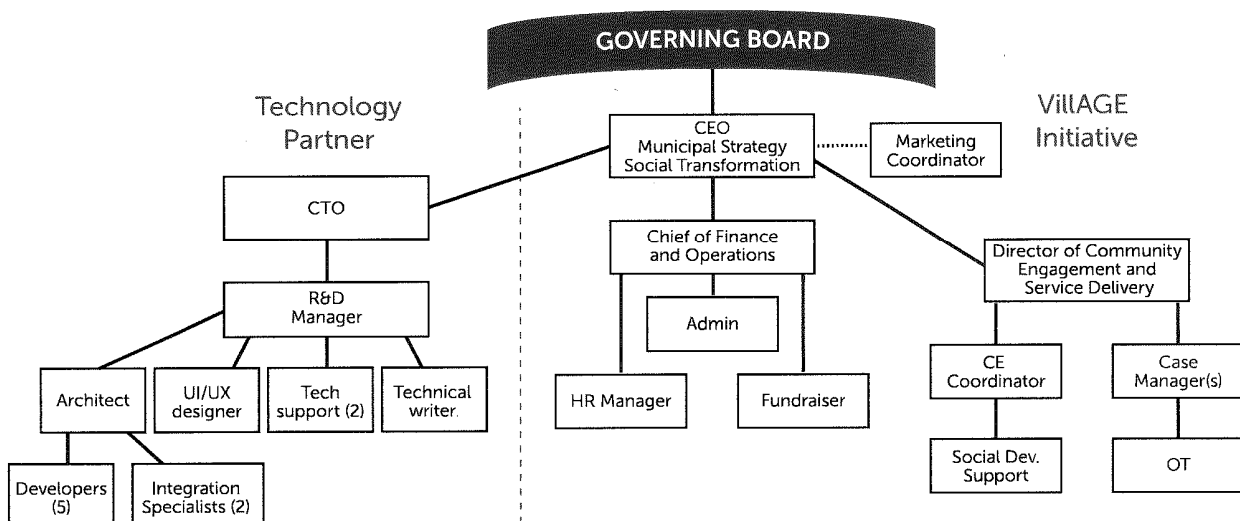 GOVERNING BOARD
Technology
Partner
VillAGE
Initiative
CEO
Municipal Strategy
Social Transformation
Marketing
Coordinator
CTO
Chief of Finance
and Operations
Director of Community
Engagement and
Service Delivery
R&D
Manager
Admin
Architect
UI/UX
designer
Tech
support (2)
Technical
writer.
HR Manager
Fundraiser
CE
Coordinator
Case
Manager(s)
Developers
(5)
Integration
Specialists (2)
Social Dev.
Support
OT